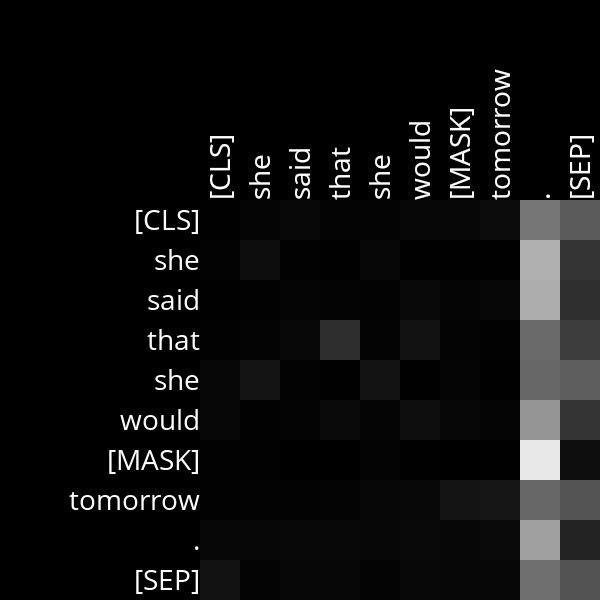 [CLS] she said that she would [MASK] tomorrow . [SEP]
[CLS]
she
said
that
she
would
[MASK]
tomorrow
.
[SEP]